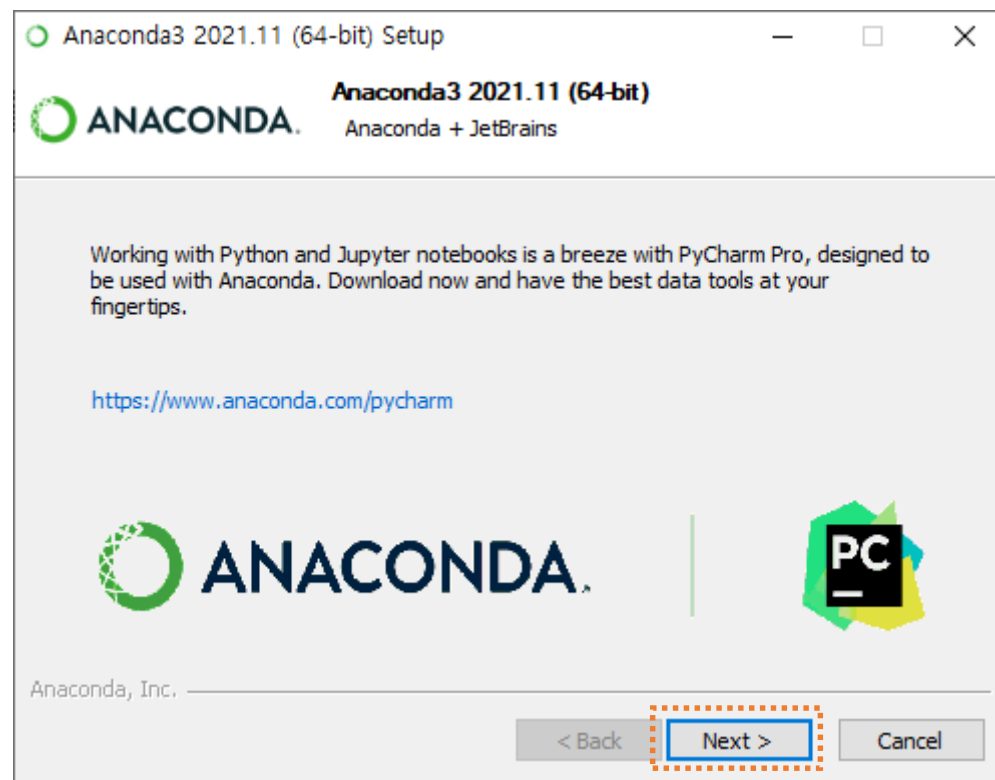 Anaconda3 2021.11 (64-bit) Setup
ANACONDA.
Anaconda3 2021.11 (64-bit)
Anaconda + JetBrains
Working with Python and Jupyter notebooks is a breeze with PyCharm Pro, designed to
be used with Anaconda. Download now and have the best data tools at your
fingertips.
https://www.anaconda.com/pycharm
ANACONDA.
PC
Anaconda, Inc.
< Back
Next >
Cancel